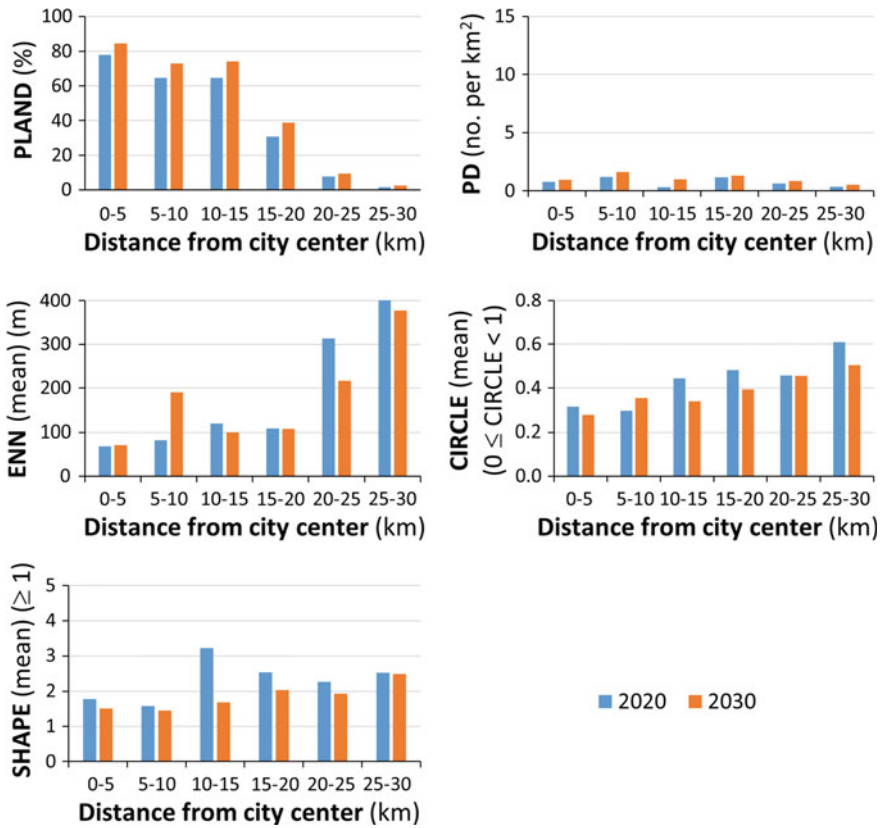 100
80
60
40
20
0
PLAND (%)
0-5 5-10 10-15 15-20 20-25 25-30
Distance from city center (km)
15
10
5
0
PD (no. per km²)
0-5 5-10 10-15 15-20 20-25 25-30
Distance from city center (km)
400
300
200
100
0
ENN (mean) (m)
0-5 5-10 10-15 15-20 20-25 25-30
Distance from city center (km)
0.8
0.6
0.4
0.2
0.0
CIRCLE (mean)
(0 ≤ CIRCLE < 1)
0-5 5-10 10-15 15-20 20-25 25-30
Distance from city center (km)
5
4
3
2
1
0
SHAPE (mean) (≥ 1)
0-5 5-10 10-15 15-20 20-25 25-30
Distance from city center (km)
2020 2030